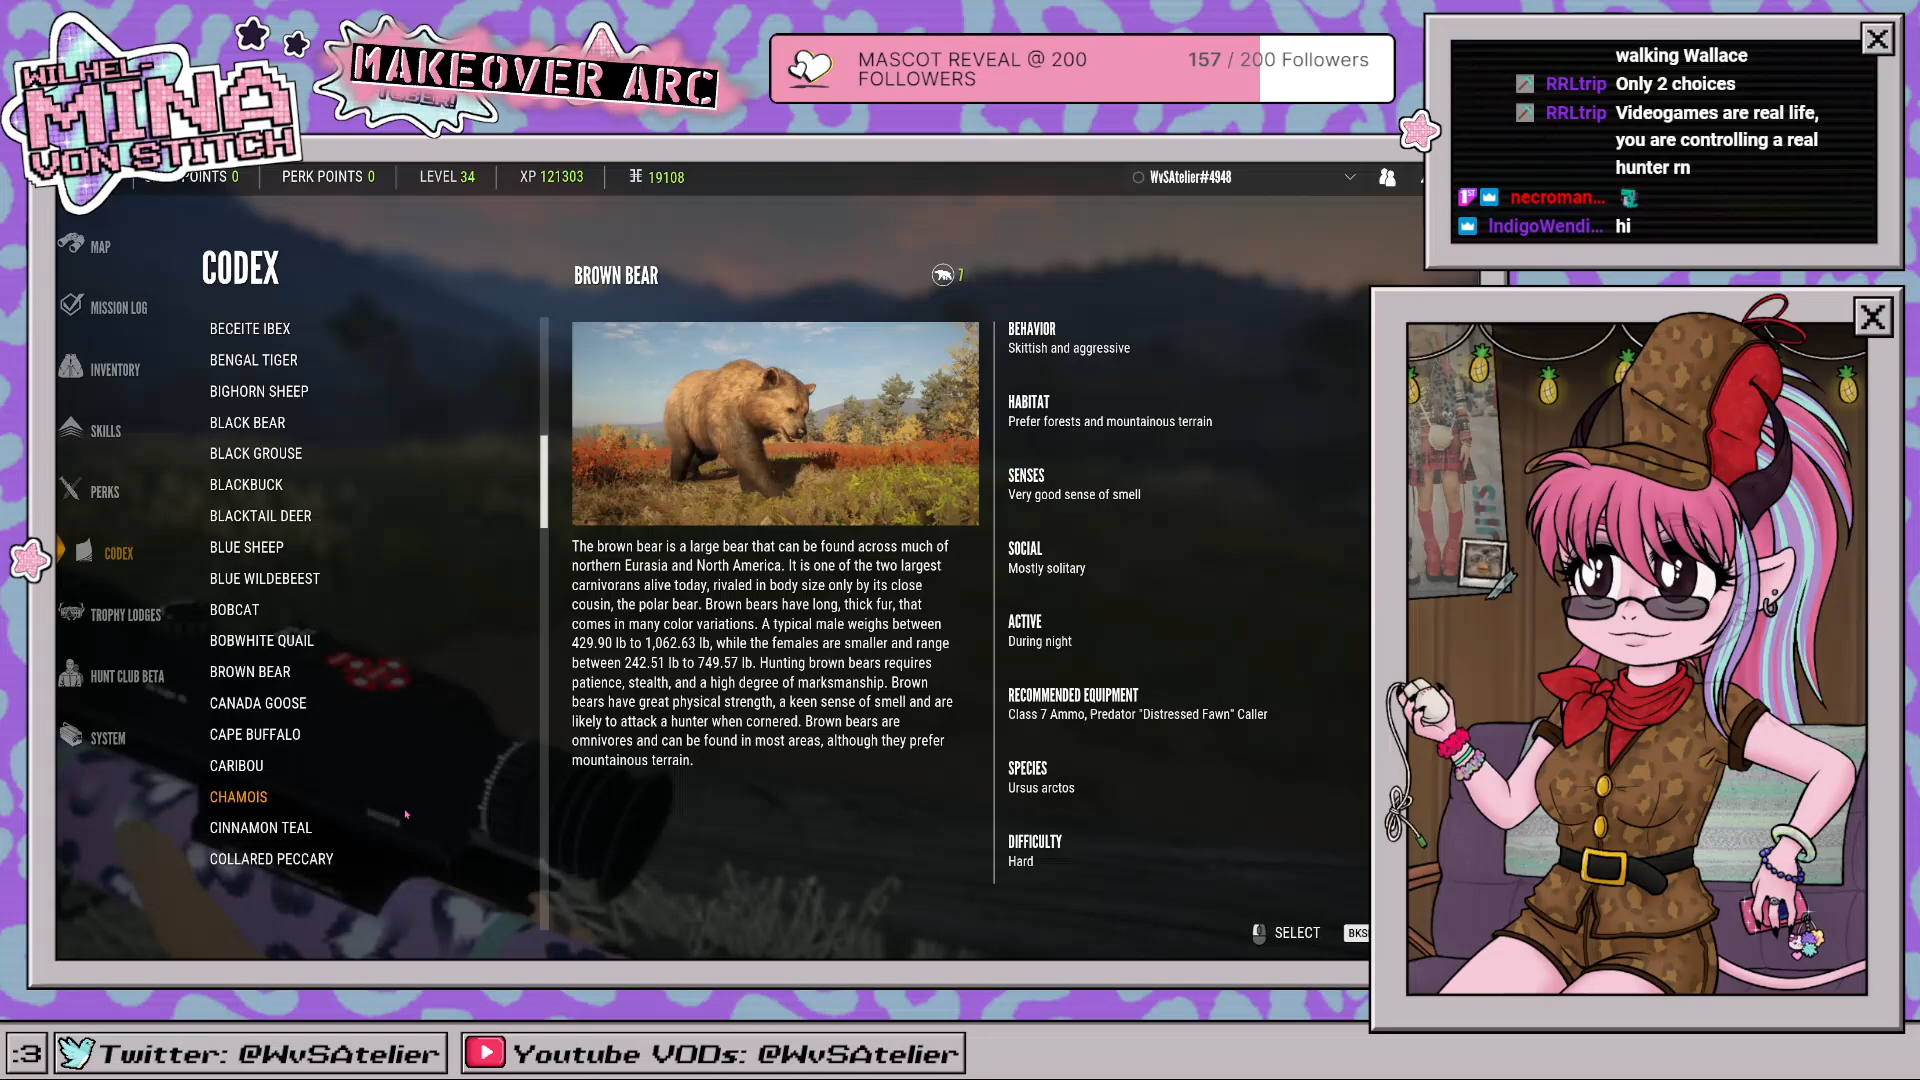 WILHEL-
MINA
VON STITCH
MAKEOVER ARC
TOBER!
MASCOT REVEAL @ 200
FOLLOWERS
157 / 200 Followers
walking Wallace
RRLtrip Only 2 choices
RRLtrip Videogames are real life,
you are controlling a real
hunter rn
necroman...
IndigoWendi... hi
POINTS 0
PERK POINTS 0
LEVEL 34
XP 121303
19108
WvSAtelier#4948
MAP
MISSION LOG
INVENTORY
SKILLS
PERKS
CODEX
TROPHY LODGES
HUNT CLUB BETA
SYSTEM
CODEX
BECEITE IBEX
BENGAL TIGER
BIGHORN SHEEP
BLACK BEAR
BLACK GROUSE
BLACKBUCK
BLACKTAIL DEER
BLUE SHEEP
BLUE WILDEBEEST
BOBCAT
BOBWHITE QUAIL
BROWN BEAR
CANADA GOOSE
CAPE BUFFALO
CARIBOU
CHAMOIS
CINNAMON TEAL
COLLARED PECCARY
BROWN BEAR
7
The brown bear is a large bear that can be found across much of
northern Eurasia and North America. It is one of the two largest
carnivorans alive today, rivaled in body size only by its close
cousin, the polar bear. Brown bears have long, thick fur, that
comes in many color variations. A typical male weighs between
429.90 lb to 1,062.63 lb, while the females are smaller and range
between 242.51 lb to 749.57 lb. Hunting brown bears requires
patience, stealth, and a high degree of marksmanship. Brown
bears have great physical strength, a keen sense of smell and are
likely to attack a hunter when cornered. Brown bears are
omnivores and can be found in most areas, although they prefer
mountainous terrain.
BEHAVIOR
Skittish and aggressive
HABITAT
Prefer forests and mountainous terrain
SENSES
Very good sense of smell
SOCIAL
Mostly solitary
ACTIVE
During night
RECOMMENDED EQUIPMENT
Class 7 Ammo, Predator "Distressed Fawn" Caller
SPECIES
Ursus arctos
DIFFICULTY
Hard
SELECT
BKS
:3
Twitter: @WvSAtelier
Youtube VODs: @WvSAtelier